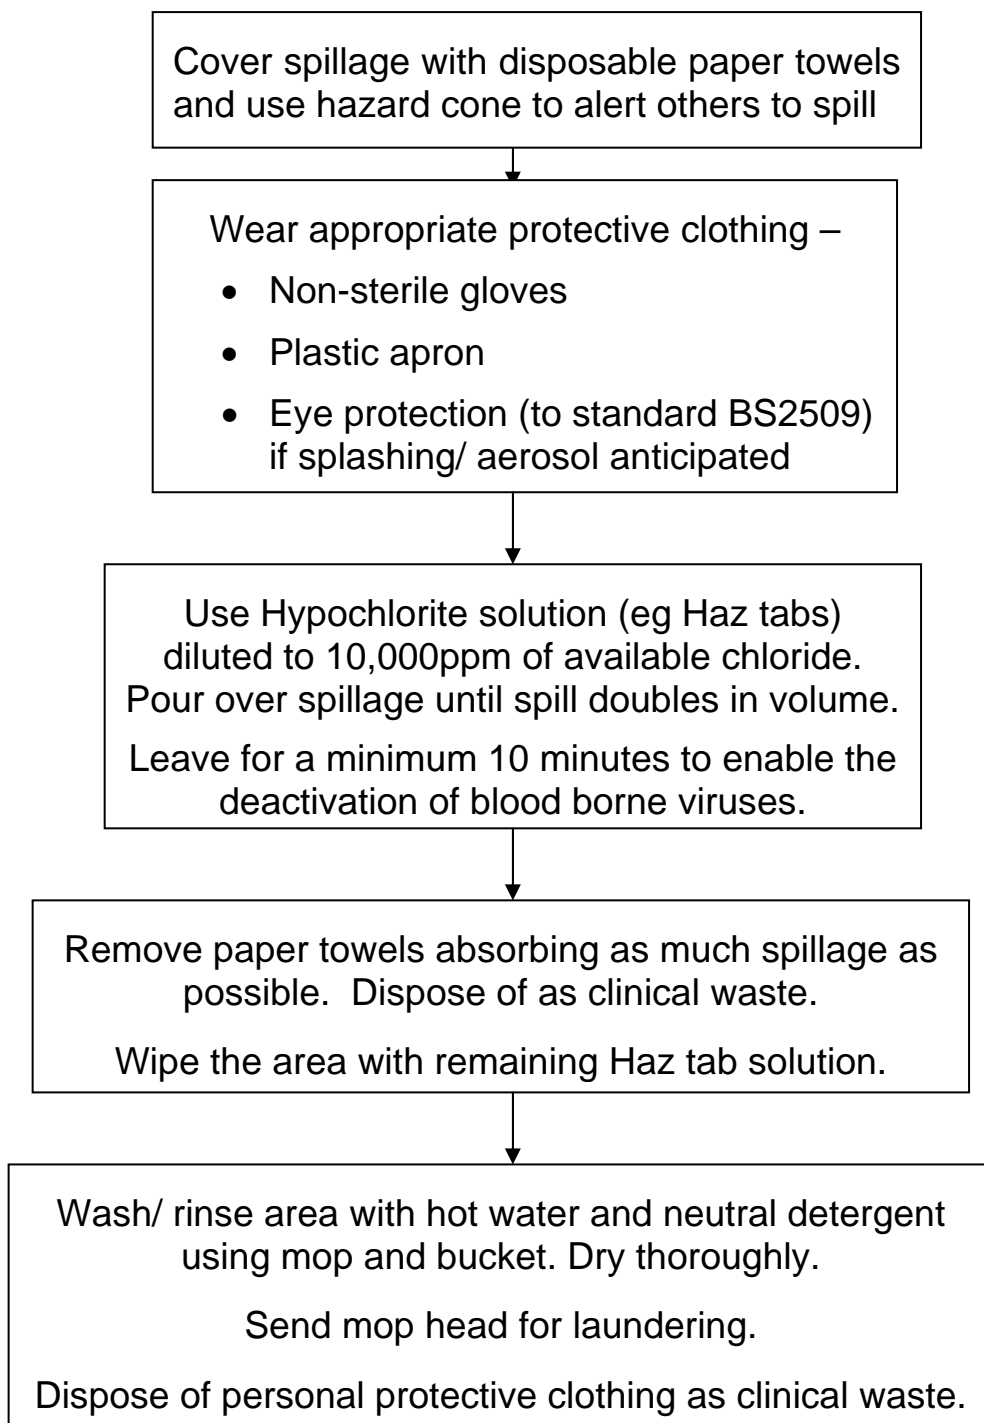 Cover spillage with disposable paper towels
and use hazard cone to alert others to spill
Wear appropriate protective clothing –
• Non-sterile gloves
• Plastic apron
• Eye protection (to standard BS2509)
if splashing/ aerosol anticipated
Use Hypochlorite solution (eg Haz tabs)
diluted to 10,000ppm of available chloride.
Pour over spillage until spill doubles in volume.
Leave for a minimum 10 minutes to enable the
deactivation of blood borne viruses.
Remove paper towels absorbing as much spillage as
possible.  Dispose of as clinical waste.
Wipe the area with remaining Haz tab solution.
Wash/ rinse area with hot water and neutral detergent
using mop and bucket. Dry thoroughly.
Send mop head for laundering.
Dispose of personal protective clothing as clinical waste.